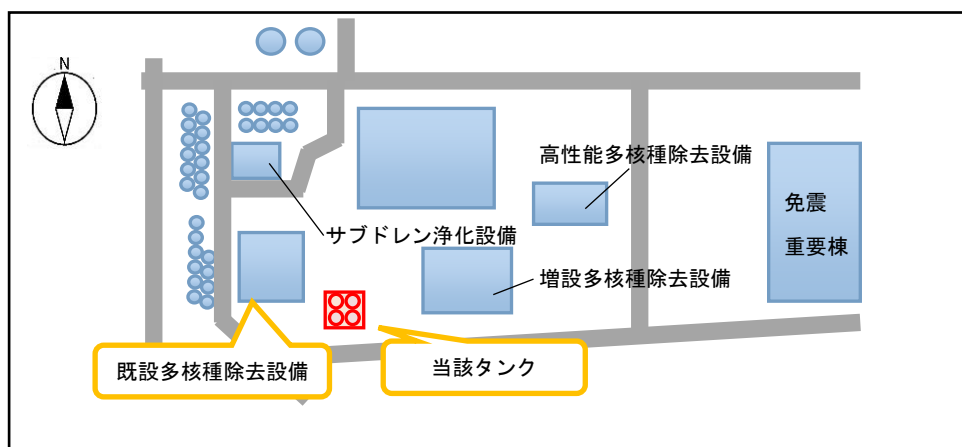 N
高性能多核種除去設備
免震
重要棟
サブドレン浄化設備
増設多核種除去設備
既設多核種除去設備
当該タンク